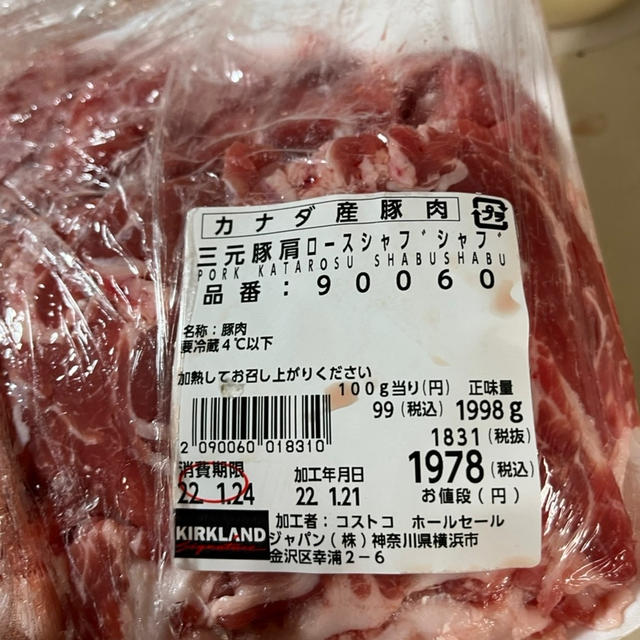 カナダ産豚肉
三元豚肩ロースシャブシャブ
PORK KATAROSU SHABUSHABU
品番:90060
名称:豚肉
要冷蔵4℃以下
加熱してお召し上がりください
100g当り(円) 正味量
99(税込) 1998g
1831(税抜)
2 090060 018310
1978(税込)
消費期限 加工年月日 お値段(円)
22 1.24 22 1.21
KIRKLAND
Signature
加工者:コストコ ホールセール
ジャパン(株)神奈川県横浜市
金沢区幸浦2-6